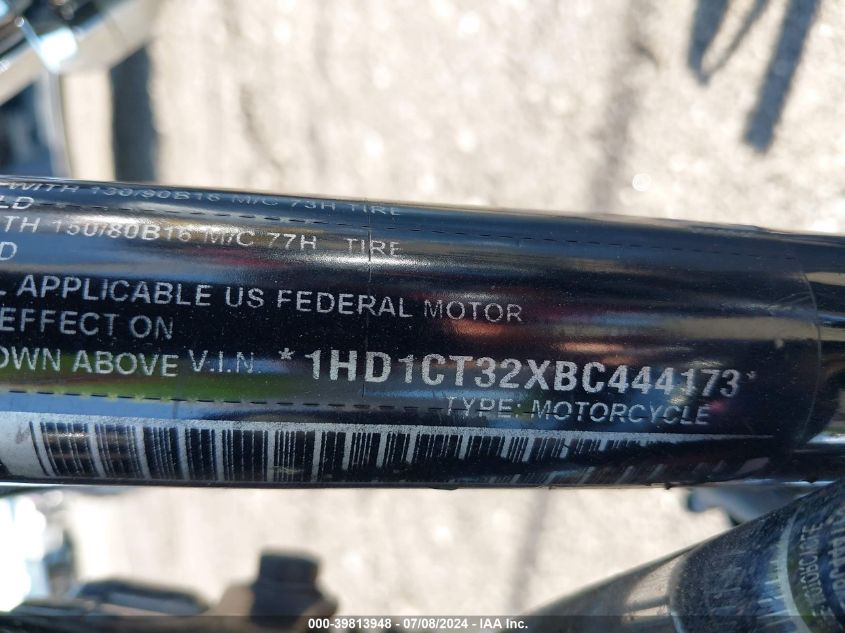 WITH 130/80B16 M/C 73H TIRE
LD
TH 150/80B16 M/C 77H TIRE
D
L APPLICABLE US FEDERAL MOTOR
EFFECT ON
OWN ABOVE V.I.N. *1HD1CT32XBC444173*
TYPE: MOTORCYCLE
000-39813948 - 07/08/2024 - IAA Inc.